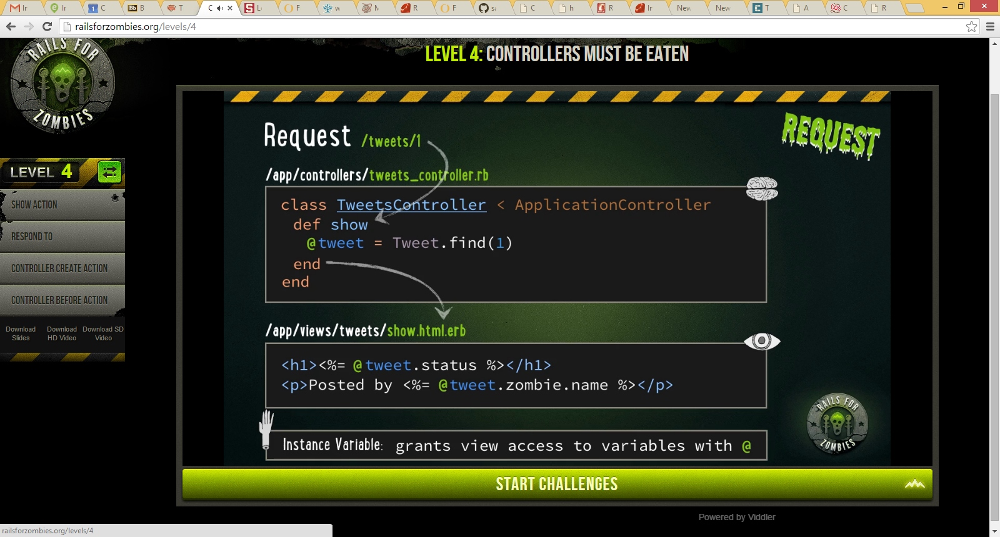 Ir
Ir
C
B
T
C
L
F
w
M
R
F
sa
C
h
R
Ir
New
New
T
A
C
R
railsforzombies.org/levels/4
RAILS FOR
ZOMBIES
LEVEL 4: CONTROLLERS MUST BE EATEN
LEVEL 4
SHOW ACTION
RESPOND TO
CONTROLLER CREATE ACTION
CONTROLLER BEFORE ACTION
Download Slides
Download HD Video
Download SD Video
Request /tweets/1
REQUEST
/app/controllers/tweets_controller.rb
class TweetsController < ApplicationController
def show
@tweet = Tweet.find(1)
end
end
/app/views/tweets/show.html.erb
<h1><%= @tweet.status %></h1>
<p>Posted by <%= @tweet.zombie.name %></p>
RAILS FOR
ZOMBIES
Instance Variable: grants view access to variables with @
START CHALLENGES
Powered by Viddler
railsforzombies.org/levels/4